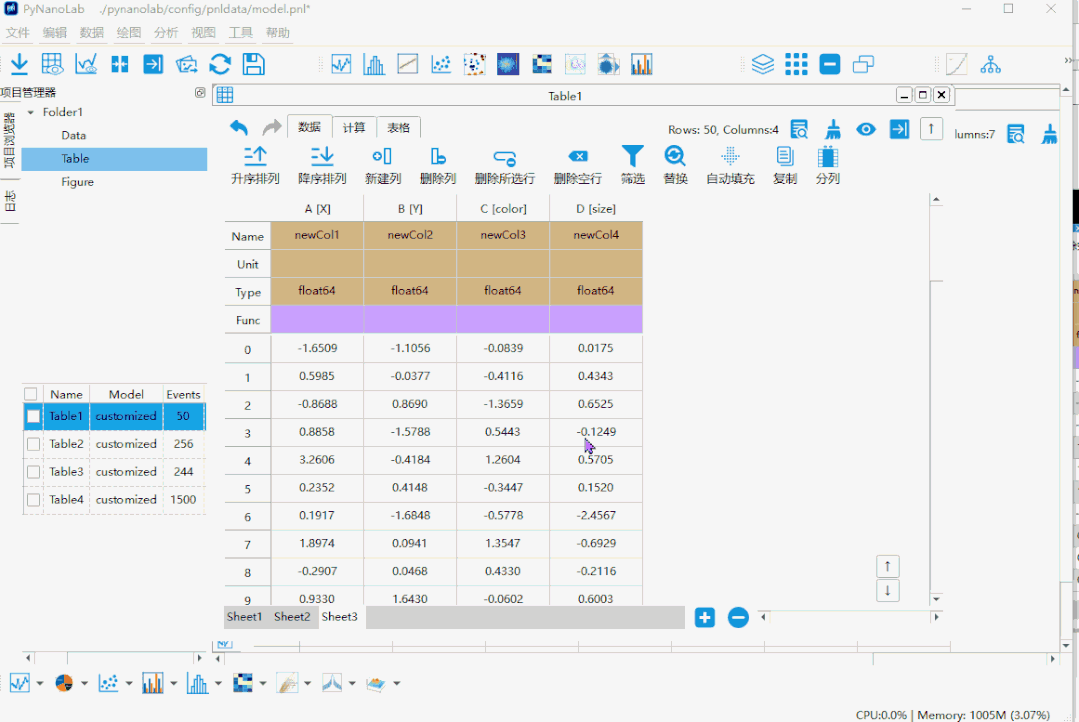 PyNanoLab ./pynanolab/config/pnldata/model.pnl*
文件 编辑 数据 绘图 分析 视图 工具 帮助
项目管理器
项目浏览器
日志
Folder1
Data
Table
Figure
Name Model Events
Table1 customized 50
Table2 customized 256
Table3 customized 244
Table4 customized 1500
Table1
数据 计算 表格
Rows: 50, Columns:4
lumns:7
升序排列 降序排列 新建列 删除列 删除所选行 删除空行 筛选 替换 自动填充 复制 分列
A [X] B [Y] C [color] D [size]
Name newCol1 newCol2 newCol3 newCol4
Unit
Type float64 float64 float64 float64
Func
0 -1.6509 -1.1056 -0.0839 0.0175
1 0.5985 -0.0377 -0.4116 0.4343
2 -0.8688 0.8690 -1.3659 0.6525
3 0.8858 -1.5788 0.5443 -0.1249
4 3.2606 -0.4184 1.2604 0.5705
5 0.2352 0.4148 -0.3447 0.1520
6 0.1917 -1.6848 -0.5778 -2.4567
7 1.8974 0.0941 1.3547 -0.6929
8 -0.2907 0.0468 0.4330 -0.2116
9 0.9330 1.6430 -0.0602 0.6003
Sheet1 Sheet2 Sheet3
CPU:0.0% | Memory: 1005M (3.07%)